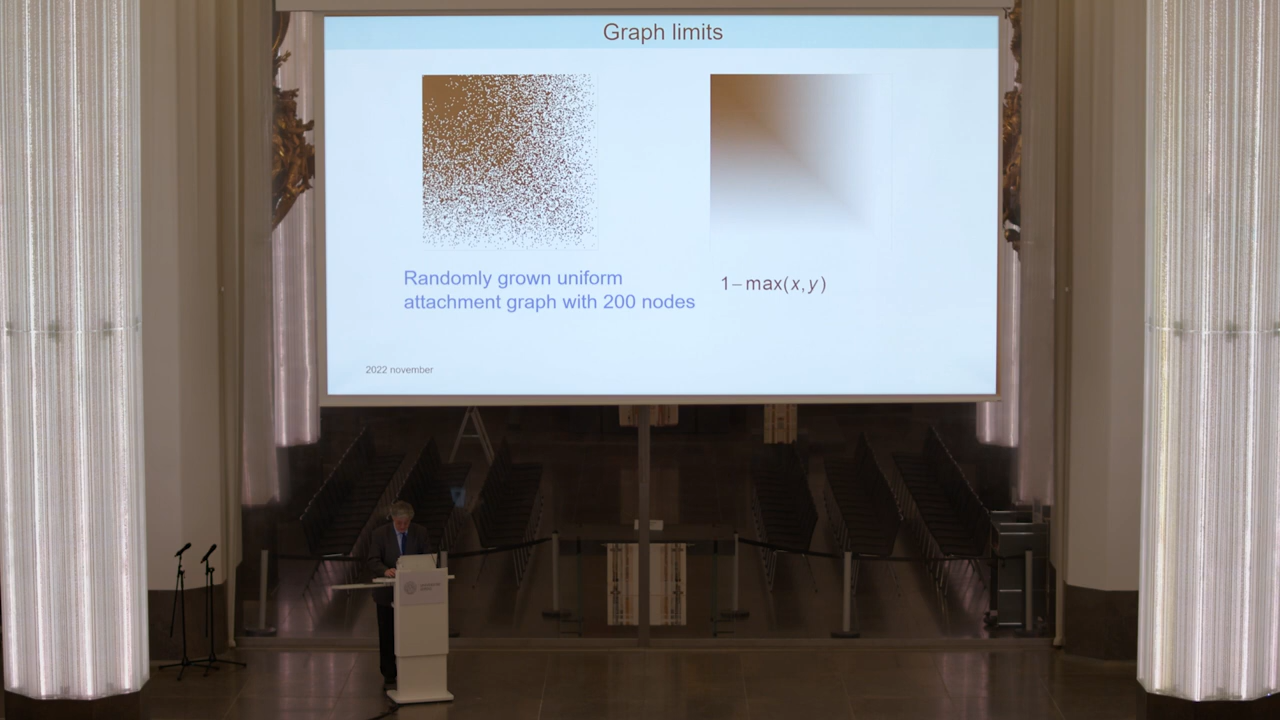 Graph limits
Randomly grown uniform
attachment graph with 200 nodes
1−max(x,y)
2022 november